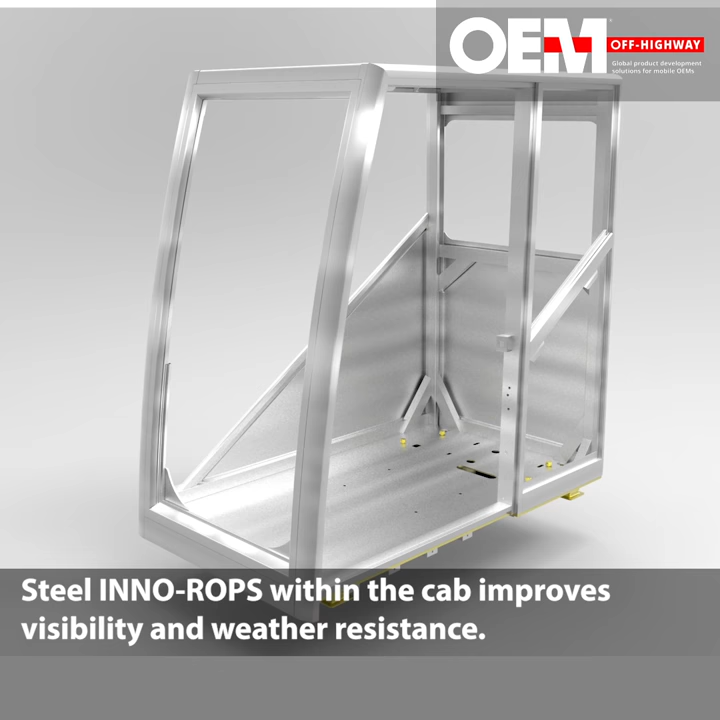 OEM
OFF-HIGHWAY
Global product development
solutions for mobile OEMs
Steel INNO-ROPS within the cab improves
visibility and weather resistance.